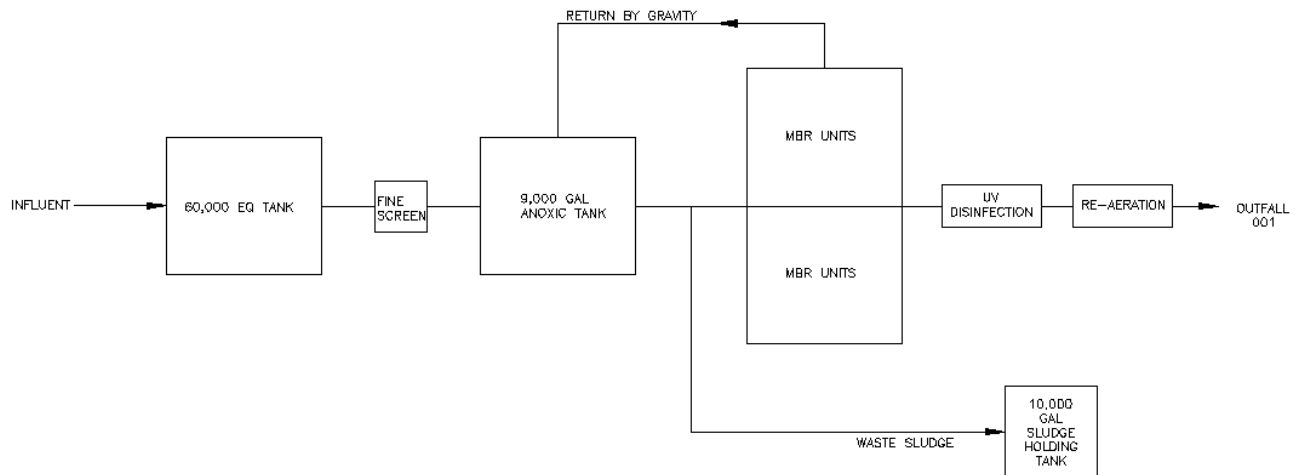 RETURN BY GRAVITY
MBR UNITS
INFLUENT
60,000 EQ TANK
FINE
SCREEN
9,000 GAL
ANOXIC TANK
UV
DISINFECTION
RE-AERATION
OUTFALL
001
MBR UNITS
WASTE SLUDGE
10,000
GAL
SLUDGE
HOLDING
TANK